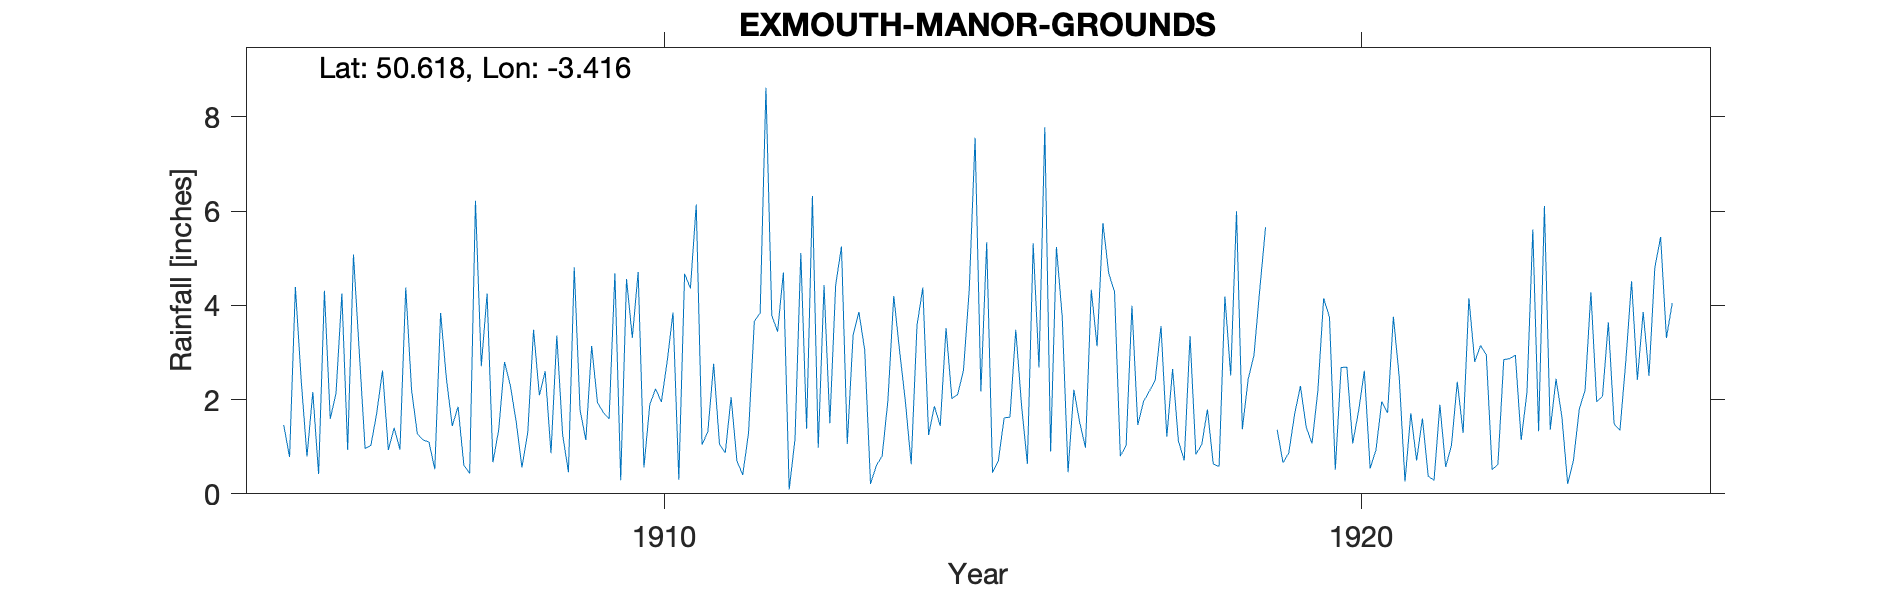 EXMOUTH-MANOR-GROUNDS
Lat: 50.618, Lon: -3.416
Rainfall [inches]
8
6
4
2
0
1910 1920
Year